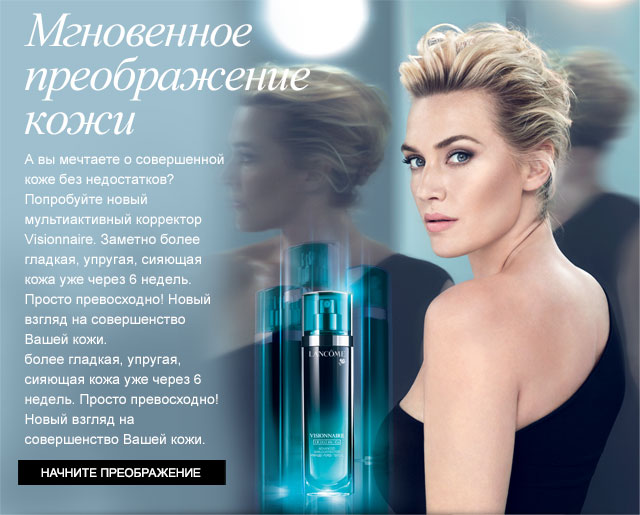 Мгновенное
преображение
кожи
А вы мечтаете о совершенной
коже без недостатков?
Попробуйте новый
мультиактивный корректор
Visionnaire. Заметно более
гладкая, упругая, сияющая
кожа уже через 6 недель.
Просто превосходно! Новый
взгляд на совершенство
Вашей кожи.
более гладкая, упругая,
сияющая кожа уже через 6
недель. Просто превосходно!
Новый взгляд на
совершенство Вашей кожи.
НАЧНИТЕ ПРЕОБРАЖЕНИЕ
LANCÔME
VISIONNAIRE